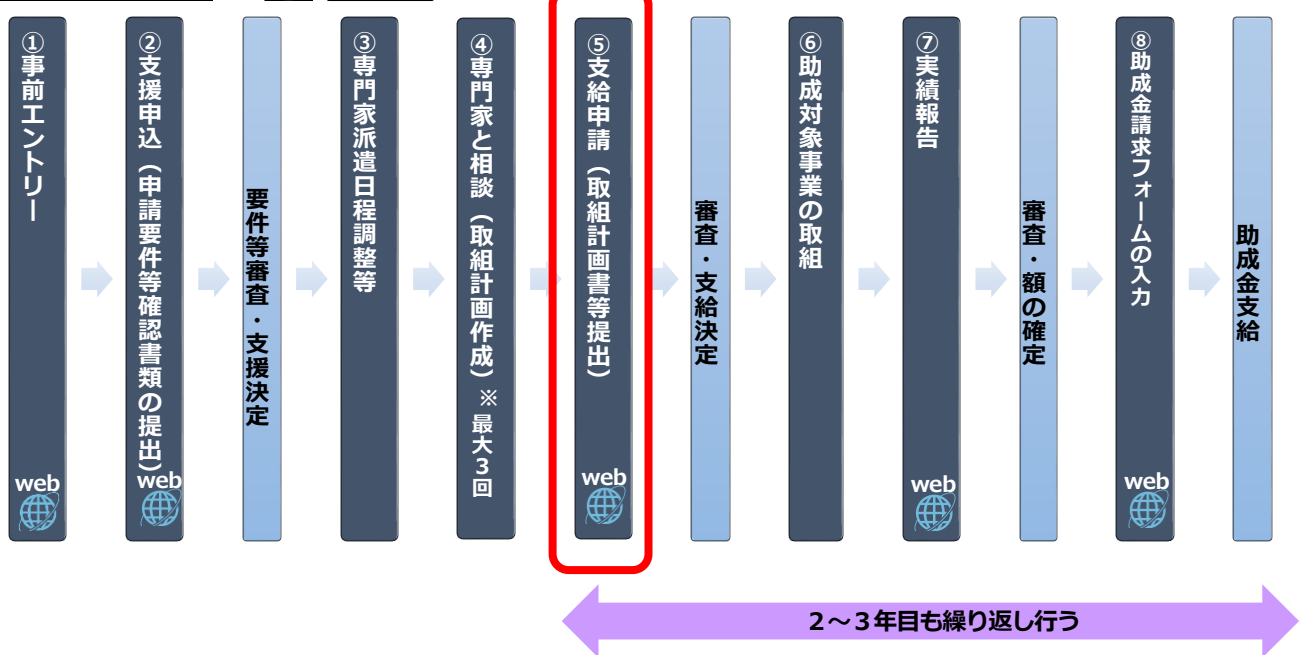 ①事前エントリー
web
②支援申込（申請要件等確認書類の提出）
web
要件等審査・支援決定
③専門家派遣日程調整等
④専門家と相談（取組計画作成）※最大3回
⑤支給申請（取組計画書等提出）
web
審査・支給決定
⑥助成対象事業の取組
⑦実績報告
web
審査・額の確定
⑧助成金請求フォームの入力
web
助成金支給
２～３年目も繰り返し行う